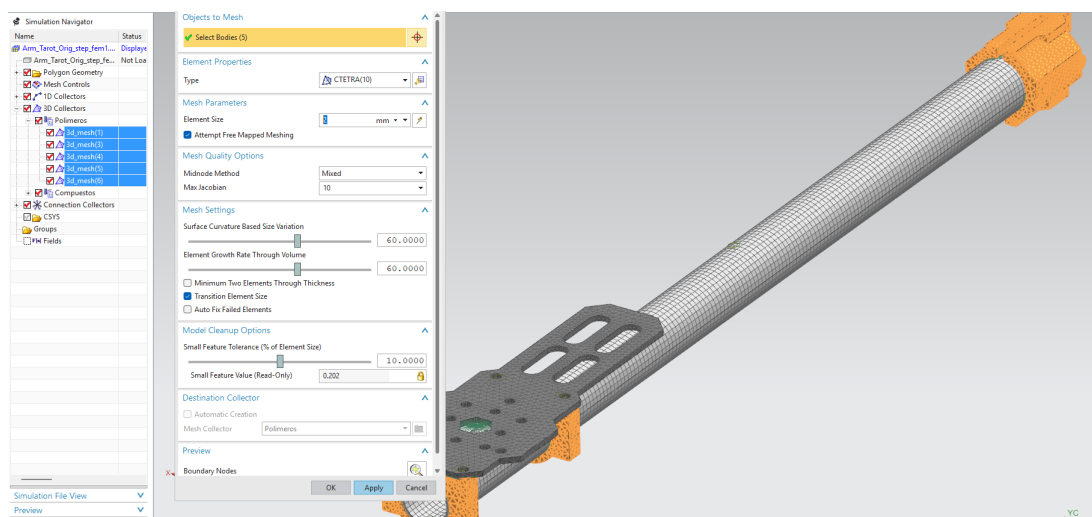 Simulation Navigator
Name Status
Arm_Tarot_Orig_step_fem1.... Displaye
Arm_Tarot_Orig_step_fe... Not Loa
Polygon Geometry
Mesh Controls
1D Collectors
3D Collectors
Polimeros
3d_mesh(1)
3d_mesh(3)
3d_mesh(4)
3d_mesh(5)
3d_mesh(6)
Compuestos
Connection Collectors
CSYS
Groups
Fields
Simulation File View
Preview
Objects to Mesh
Select Bodies (5)
Element Properties
Type CTETRA(10)
Mesh Parameters
Element Size 2 mm
Attempt Free Mapped Meshing
Mesh Quality Options
Midnode Method Mixed
Max Jacobian 10
Mesh Settings
Surface Curvature Based Size Variation
60.0000
Element Growth Rate Through Volume
60.0000
Minimum Two Elements Through Thickness
Transition Element Size
Auto Fix Failed Elements
Model Cleanup Options
Small Feature Tolerance (% of Element Size)
10.0000
Small Feature Value (Read-Only) 0.202
Destination Collector
Automatic Creation
Mesh Collector Polimeros
Preview
Boundary Nodes
OK Apply Cancel
X
YC